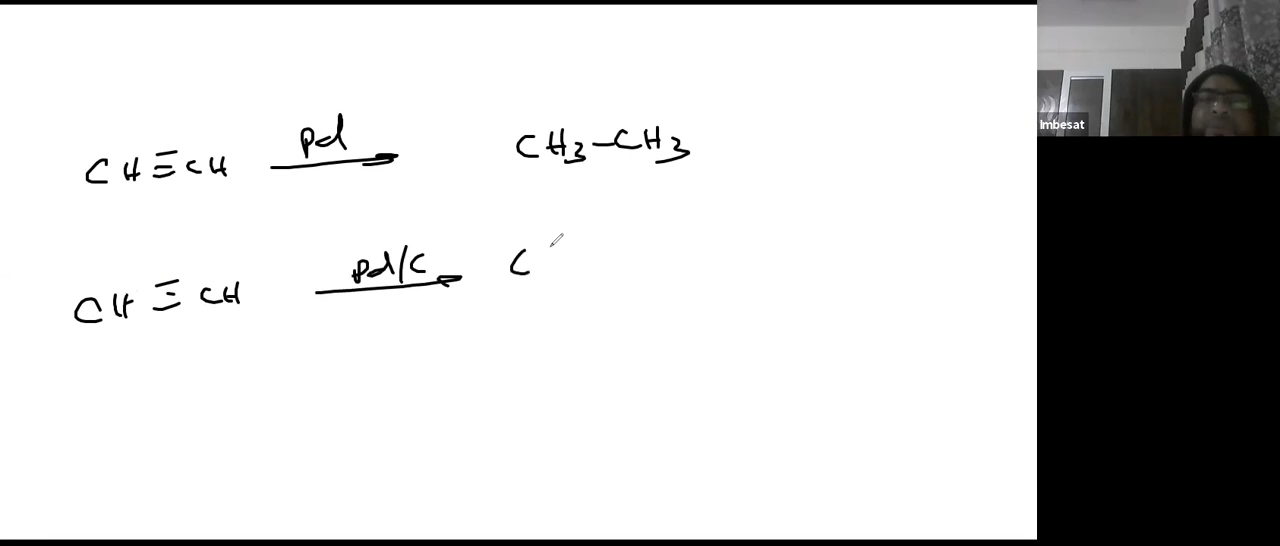 Pd
CH≡CH ⟶ CH3-CH3
Pd/C
CH≡CH ⟶ C
Imbesat